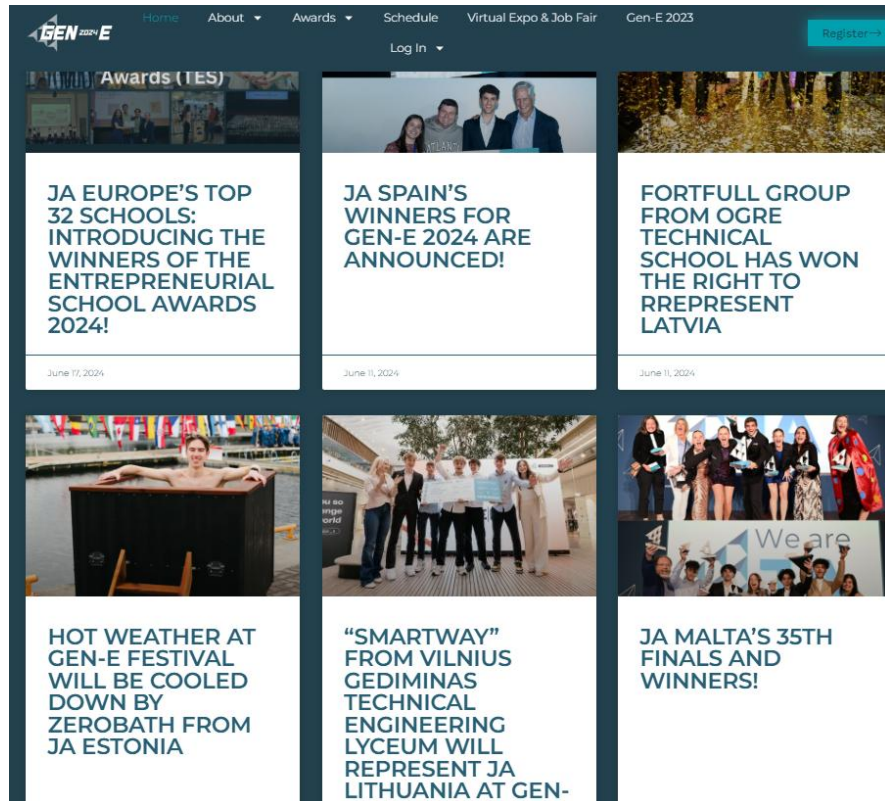 GEN 2024 E
Home
About
Awards
Schedule
Virtual Expo & Job Fair
Gen-E 2023
Log In
Register→
Awards (TES)
JA EUROPE'S TOP
32 SCHOOLS:
INTRODUCING THE
WINNERS OF THE
ENTREPRENEURIAL
SCHOOL AWARDS
2024!
June 17, 2024
ATLANT
JA SPAIN'S
WINNERS FOR
GEN-E 2024 ARE
ANNOUNCED!
June 11, 2024
FORTFULL GROUP
FROM OGRE
TECHNICAL
SCHOOL HAS WON
THE RIGHT TO
RREPRESENT
LATVIA
June 11, 2024
HOT WEATHER AT
GEN-E FESTIVAL
WILL BE COOLED
DOWN BY
ZEROBATH FROM
JA ESTONIA
“SMARTWAY”
FROM VILNIUS
GEDIMINAS
TECHNICAL
ENGINEERING
LYCEUM WILL
REPRESENT JA
LITHUANIA AT GEN-
We are
JA MALTA'S 35TH
FINALS AND
WINNERS!